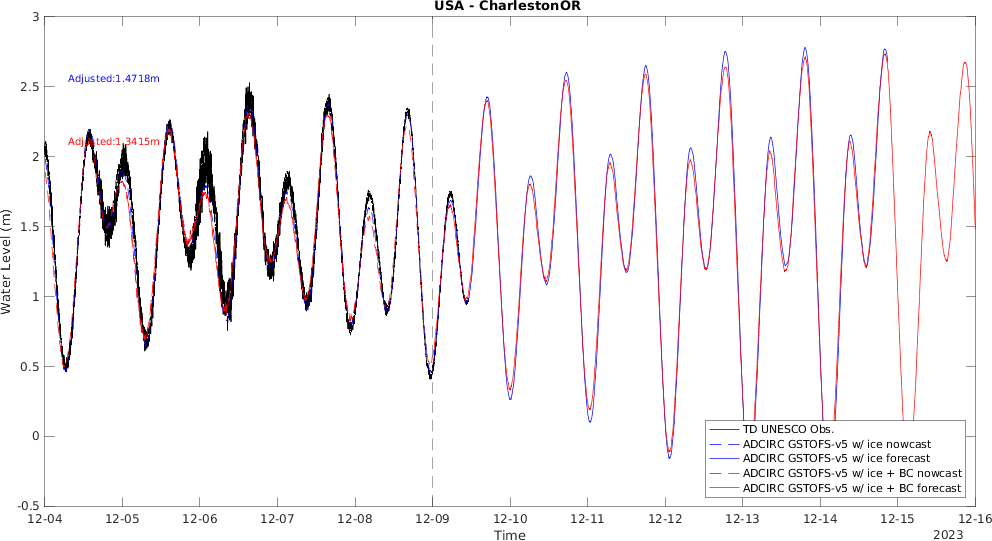 USA - CharlestonOR
3
2.5
2
1.5
1
0.5
0
-0.5
Water Level (m)
Adjusted:1.4718m
Adjusted:1.3415m
TD UNESCO Obs.
ADCIRC GSTOFS-v5 w/ ice nowcast
ADCIRC GSTOFS-v5 w/ ice forecast
ADCIRC GSTOFS-v5 w/ ice + BC nowcast
ADCIRC GSTOFS-v5 w/ ice + BC forecast
12-04 12-05 12-06 12-07 12-08 12-09 12-10 12-11 12-12 12-13 12-14 12-15 12-16
Time
2023